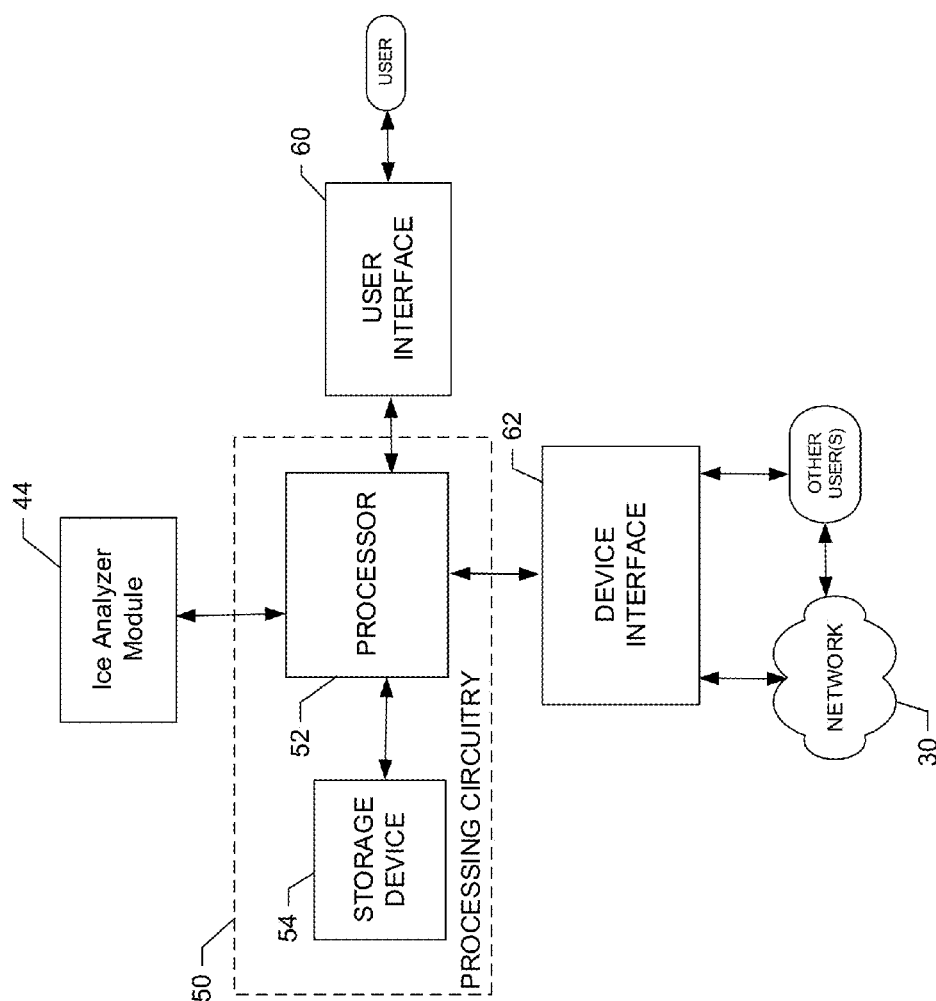 44
Ice Analyzer
Module
50
PROCESSING CIRCUITRY
54
STORAGE
DEVICE
52
PROCESSOR
60
USER
INTERFACE
USER
62
DEVICE
INTERFACE
NETWORK
30
OTHER
USER(S)